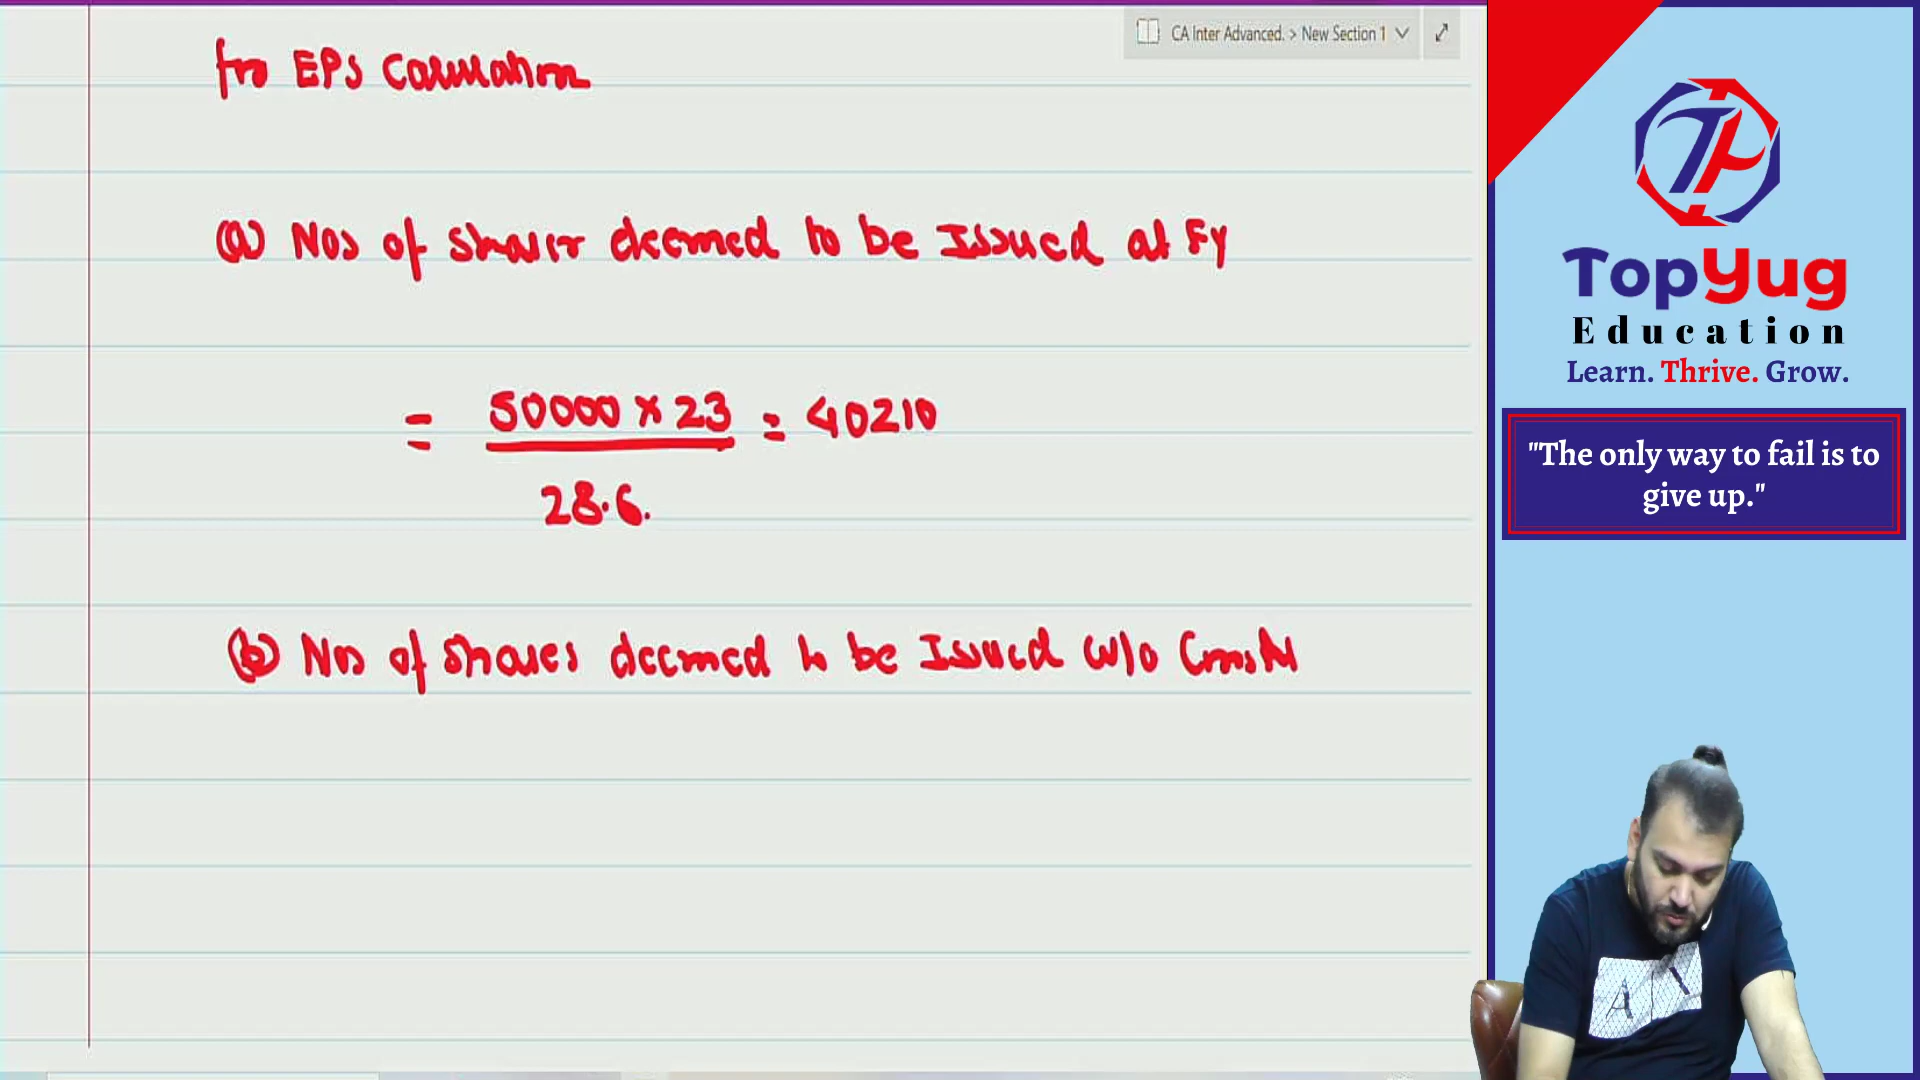 CA Inter Advanced. > New Section 1
for EPS Calculation
(a) Nos of Shares deemed to be Issued at FV
= 50000 x 23 = 40210
28.6.
(b) Nos of Shares deemed to be Issued w/o
TopYug
Education
Learn. Thrive. Grow.
"The only way to fail is to
give up."
A